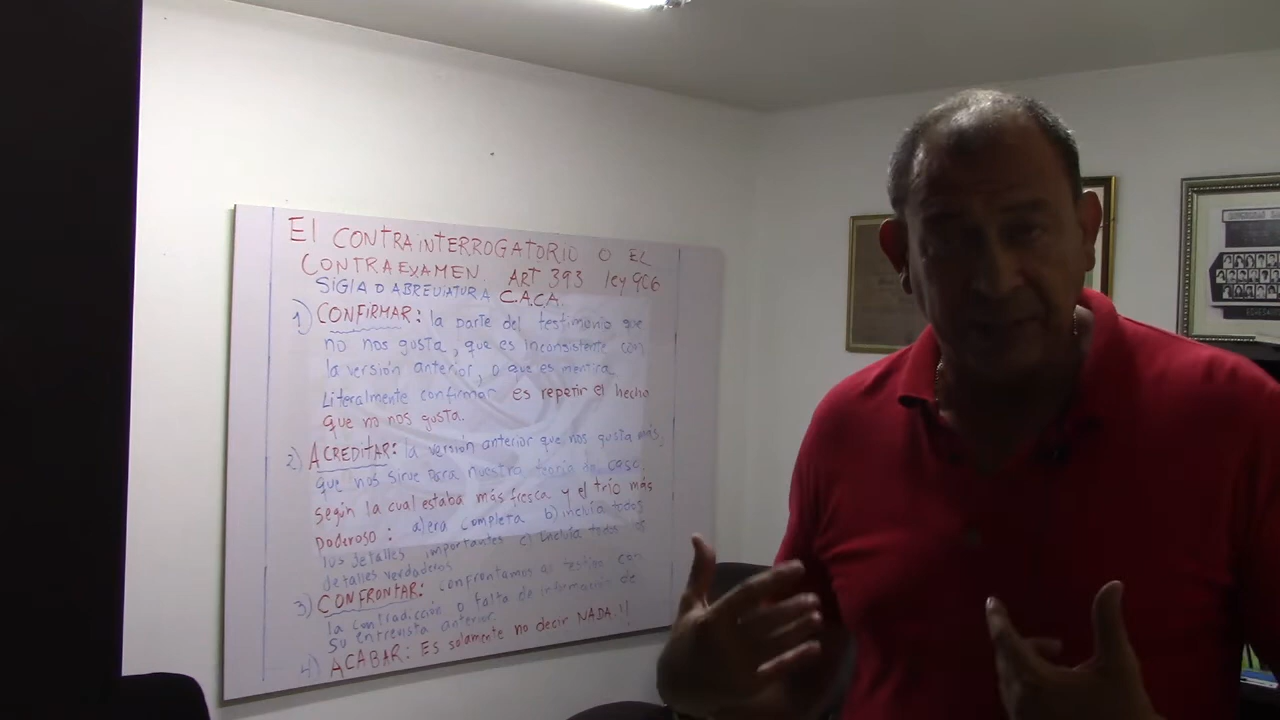 El CONTRAINTERROGATORIO O EL
CONTRAEXAMEN ART 393 ley 906
SIGLA O ABREVIATURA C.A.CA.
1) CONFIRMAR: la parte del testimonio que
no nos gusta, que es inconsistente con
la versión anterior, o que es mentira.
Literalmente confirmar es repetir el hecho
que no nos gusta.
2) ACREDITAR: la versión anterior que nos gusta más,
que nos sirve para nuestra teoría de caso,
según la cual estaba más fresca y el trío más
poderoso: a) era completa b) incluía todos
los detalles importantes c) Incluía todos los
detalles verdaderos
3) CONFRONTAR: confrontamos al testigo con
la contradicción o falta de información de
su entrevista anterior.
4) ACABAR: Es solamente no decir NADA.!!